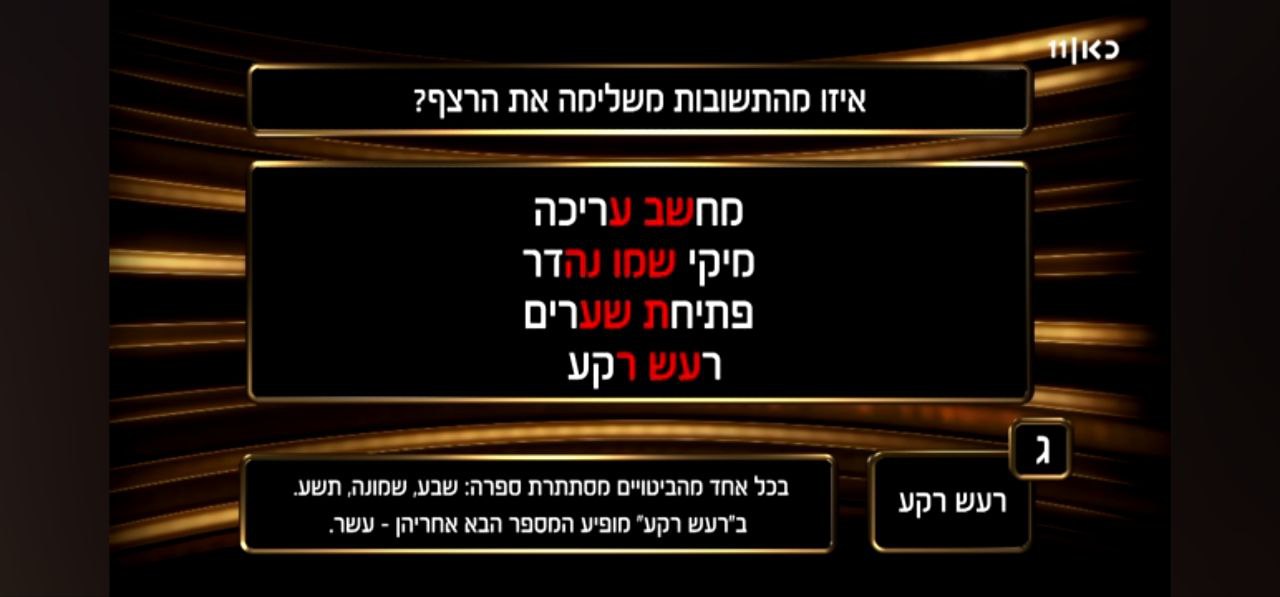 כאן11
איזו מהתשובות משלימה את הרצף?
מחשב עריכה
מיקי שמו נהדר
פתיחת שערים
רעש רקע
ג
רעש רקע
בכל אחד מהביטויים מסתתרת ספרה: שבע, שמונה, תשע.
ב"רעש רקע" מופיע המספר הבא אחריהן - עשר.